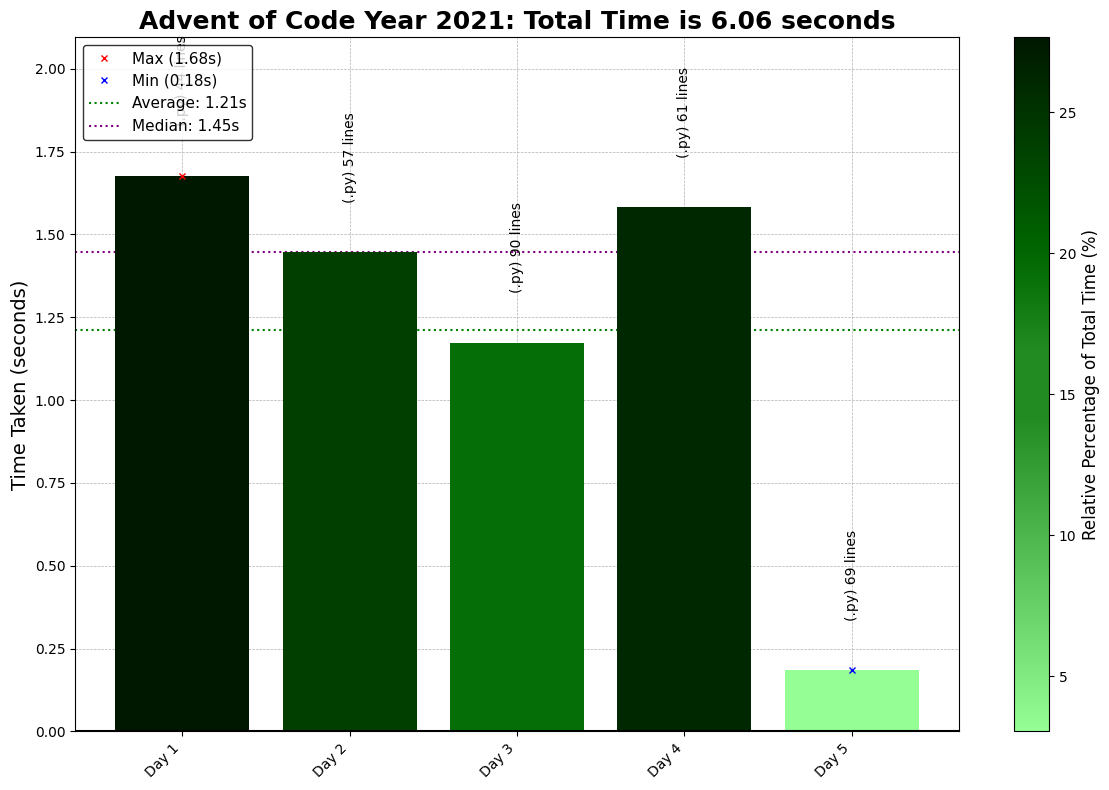 Advent of Code Year 2021: Total Time is 6.06 seconds
Max (1.68s)
Min (0.18s)
Average: 1.21s
Median: 1.45s
(.py) 57 lines
(.py) 90 lines
(.py) 61 lines
(.py) 69 lines
Time Taken (seconds)
2.00
1.75
1.50
1.25
1.00
0.75
0.50
0.25
0.00
Day 1
Day 2
Day 3
Day 4
Day 5
25
20
15
10
5
Relative Percentage of Total Time (%)